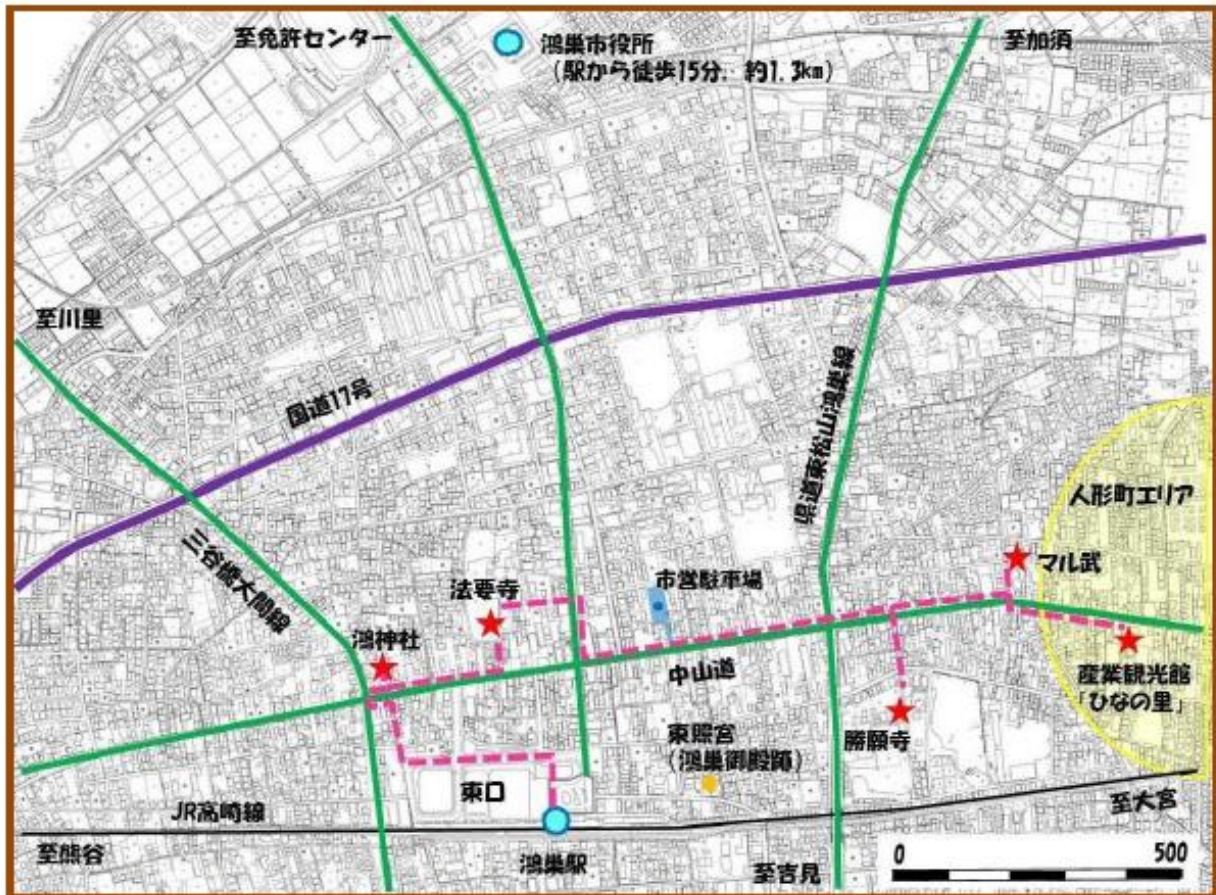 至免許センター
鴻巣市役所
(駅から徒歩15分、約1.3km)
至加須
至川里
国道17号
県道東松山鴻巣線
人形町エリア
三谷橋大間線
法要寺
市営駐車場
マル武
鴻神社
中山道
産業観光館
「ひなの里」
東照宮
(鴻巣御殿跡)
勝願寺
東口
JR高崎線
至大宮
至熊谷
鴻巣駅
至吉見
0
500